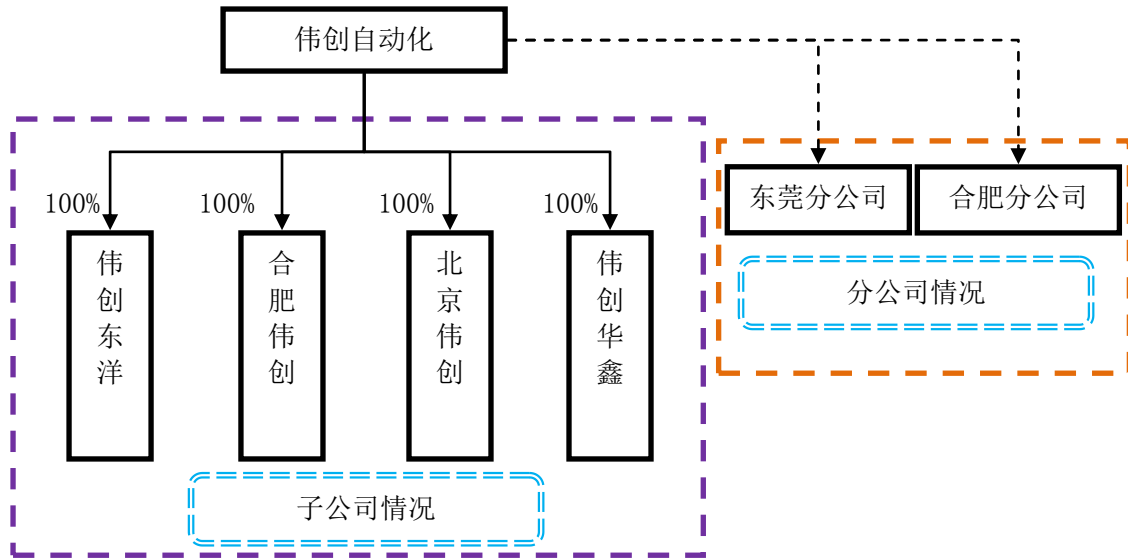 伟创自动化
100%
100%
100%
100%
伟创东洋
合肥伟创
北京伟创
伟创华鑫
子公司情况
东莞分公司
合肥分公司
分公司情况